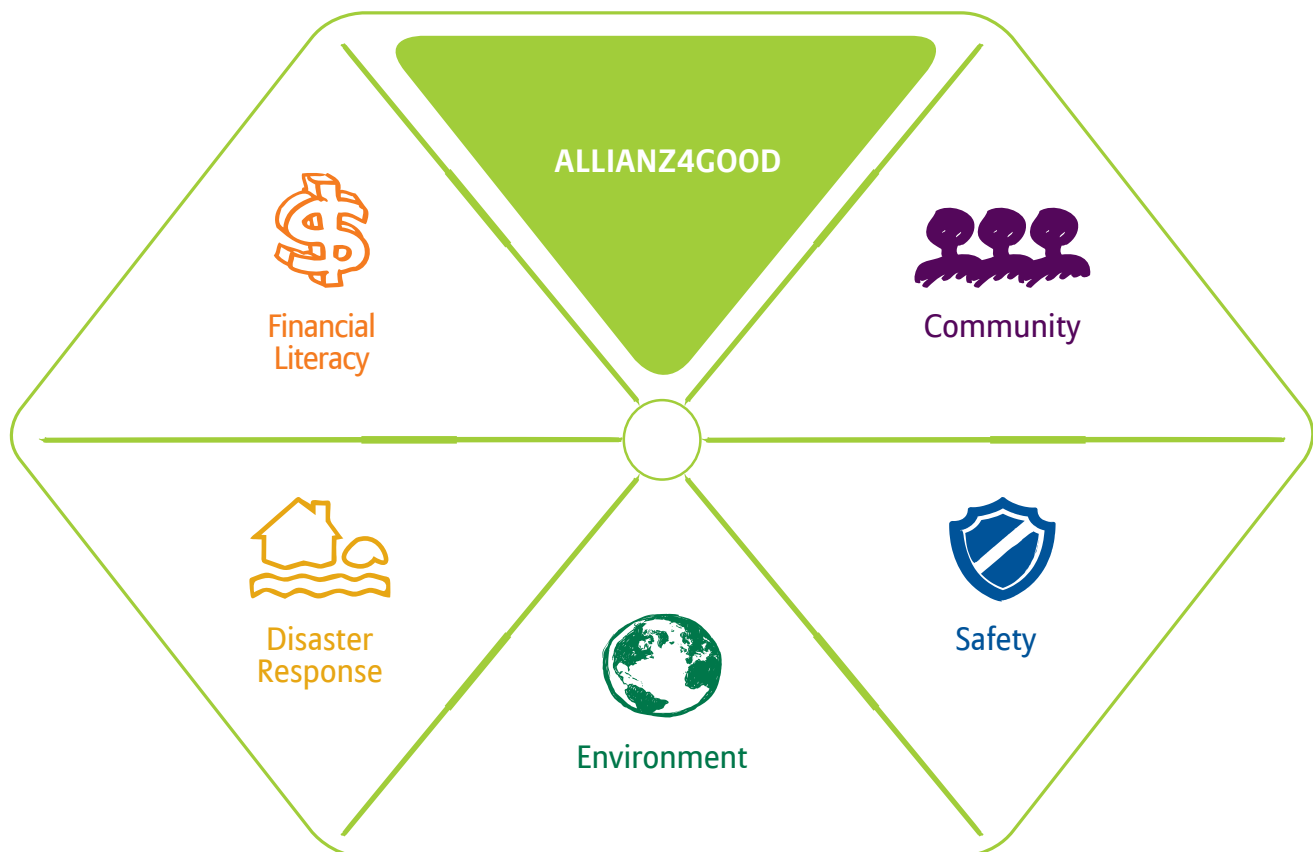 ALLIANZ4GOOD
Financial
Literacy
Community
Disaster
Response
Safety
Environment